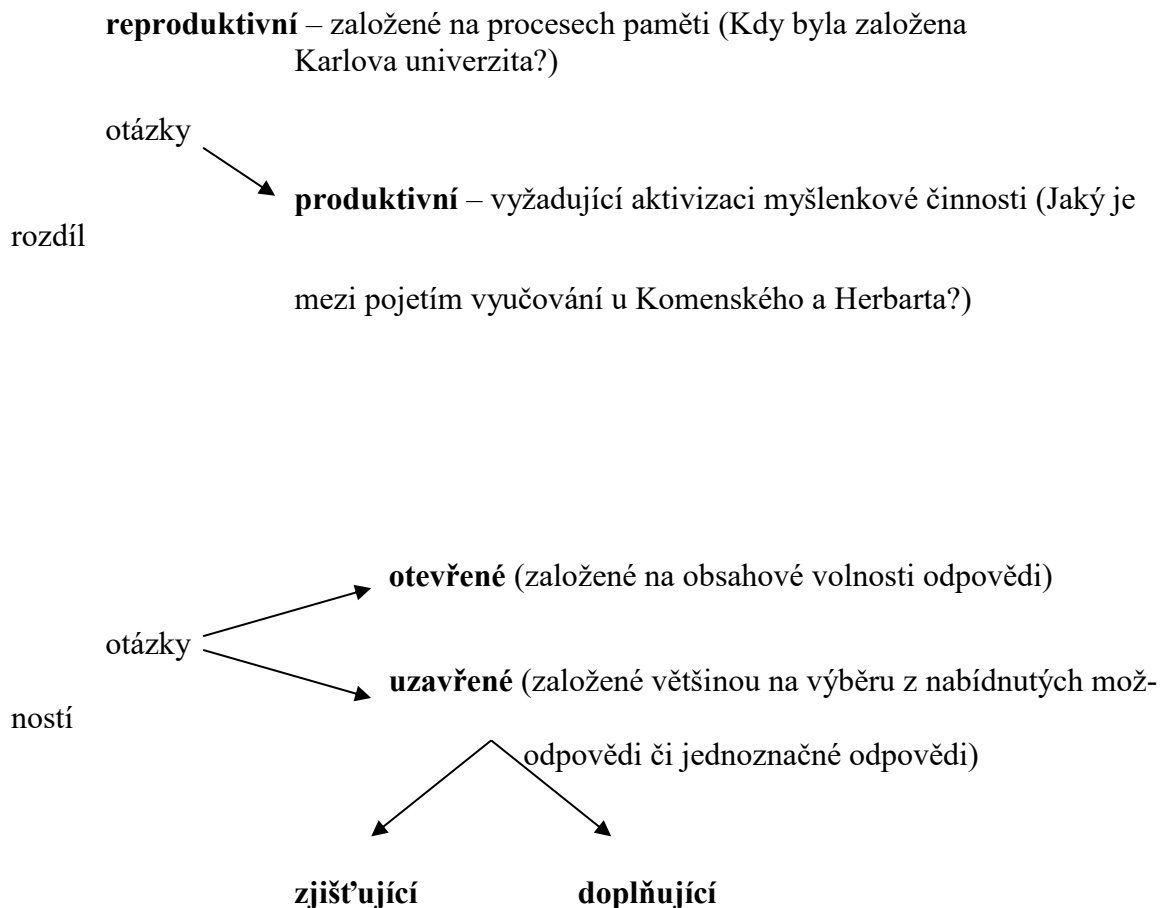 reproduktivní – založené na procesech paměti (Kdy byla založena
Karlova univerzita?)
otázky
produktivní – vyžadující aktivizaci myšlenkové činnosti (Jaký je
rozdíl
mezi pojetím vyučování u Komenského a Herbarta?)
otevřené (založené na obsahové volnosti odpovědi)
otázky
uzavřené (založené většinou na výběru z nabídnutých mož-
ností
odpovědi či jednoznačné odpovědi)
zjišťující doplňující